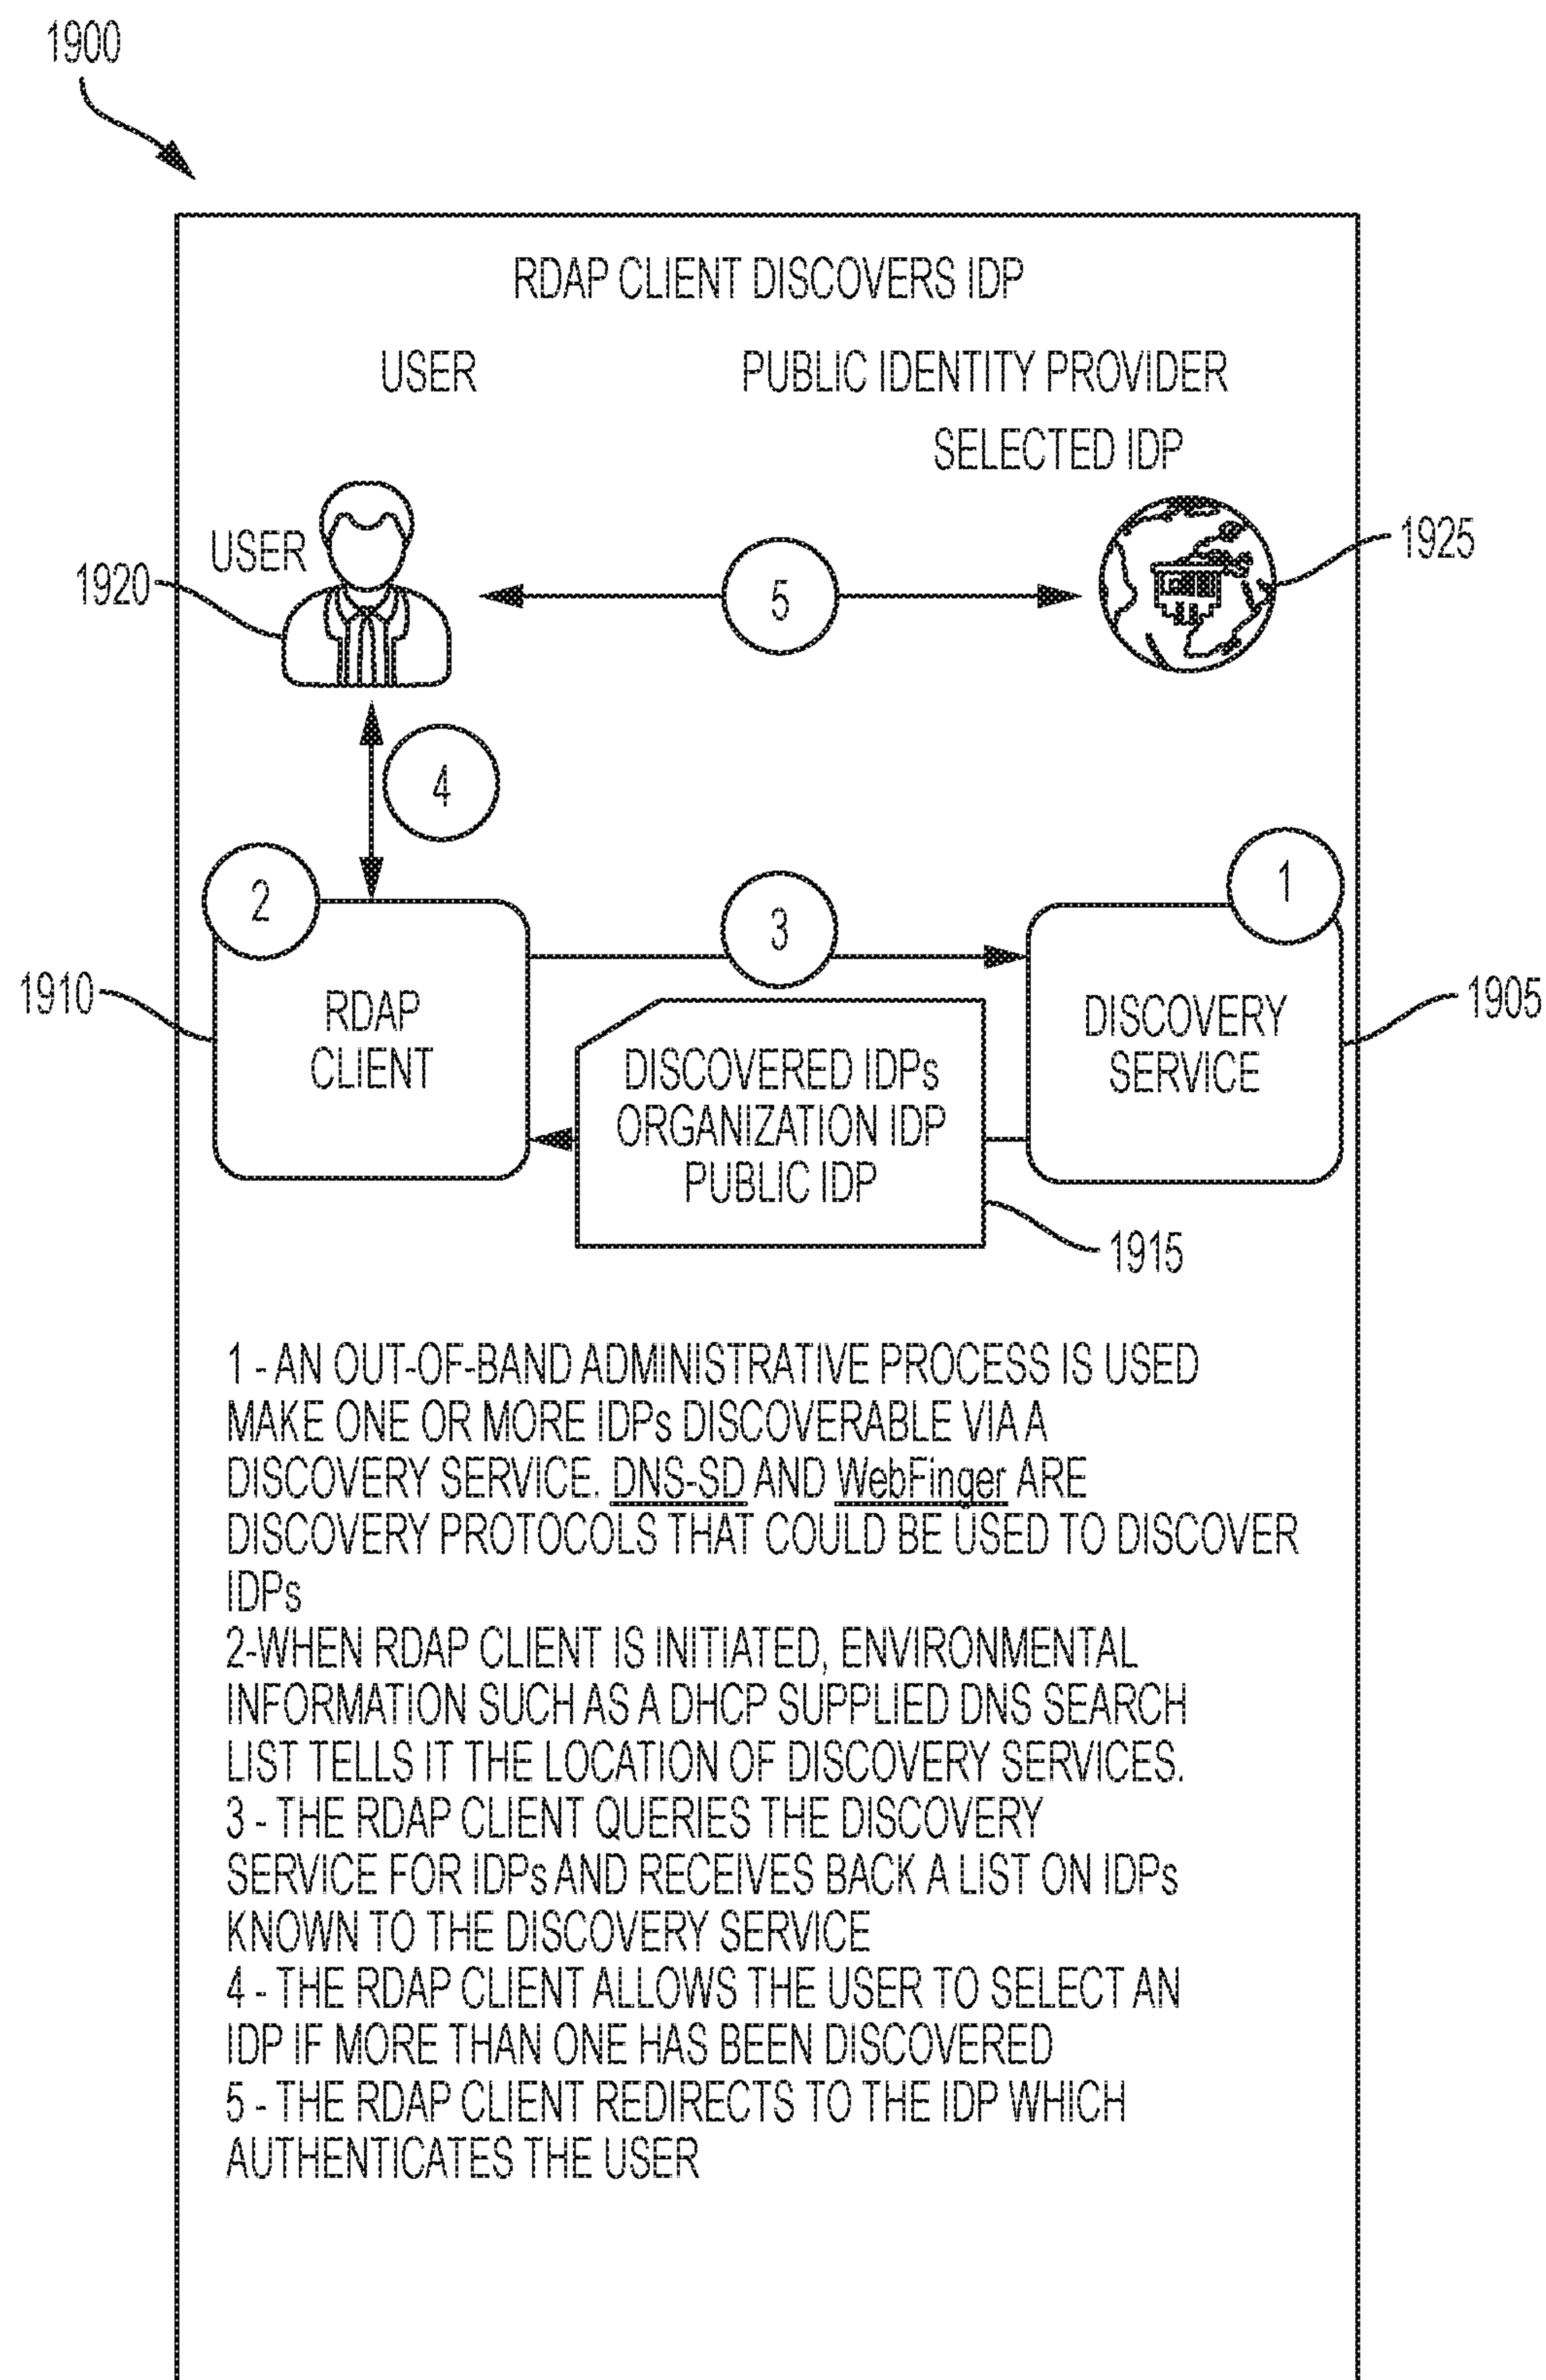 1900
RDAP CLIENT DISCOVERS IDP
USER
PUBLIC IDENTITY PROVIDER
SELECTED IDP
USER
1920
5
1925
4
2
1
3
1910
RDAP
CLIENT
DISCOVERY
SERVICE
1905
DISCOVERED IDPs
ORGANIZATION IDP
PUBLIC IDP
1915
1 - AN OUT-OF-BAND ADMINISTRATIVE PROCESS IS USED
MAKE ONE OR MORE IDPs DISCOVERABLE VIA A
DISCOVERY SERVICE. DNS-SD AND WebFinger ARE
DISCOVERY PROTOCOLS THAT COULD BE USED TO DISCOVER
IDPs
2-WHEN RDAP CLIENT IS INITIATED, ENVIRONMENTAL
INFORMATION SUCH AS A DHCP SUPPLIED DNS SEARCH
LIST TELLS IT THE LOCATION OF DISCOVERY SERVICES.
3 - THE RDAP CLIENT QUERIES THE DISCOVERY
SERVICE FOR IDPs AND RECEIVES BACK A LIST ON IDPs
KNOWN TO THE DISCOVERY SERVICE
4 - THE RDAP CLIENT ALLOWS THE USER TO SELECT AN
IDP IF MORE THAN ONE HAS BEEN DISCOVERED
5 - THE RDAP CLIENT REDIRECTS TO THE IDP WHICH
AUTHENTICATES THE USER